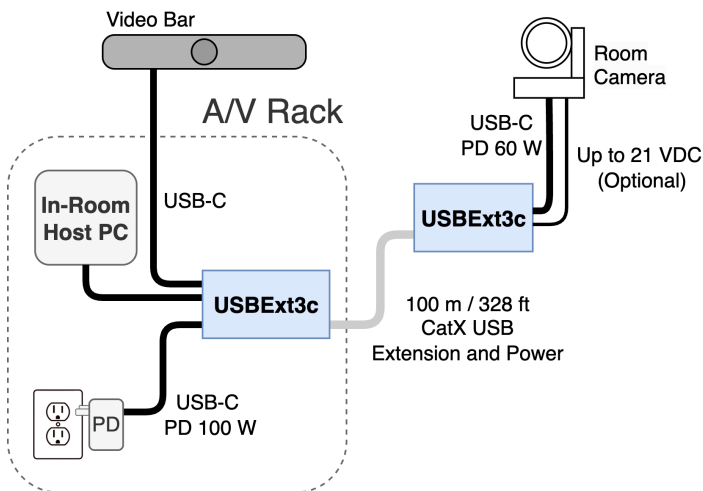 Video Bar
A/V Rack
Room
Camera
USB-C
PD 60 W
Up to 21 VDC
(Optional)
USB-C
In-Room
Host PC
USBExt3c
USBExt3c
100 m / 328 ft
CatX USB
Extension and Power
USB-C
PD 100 W
PD